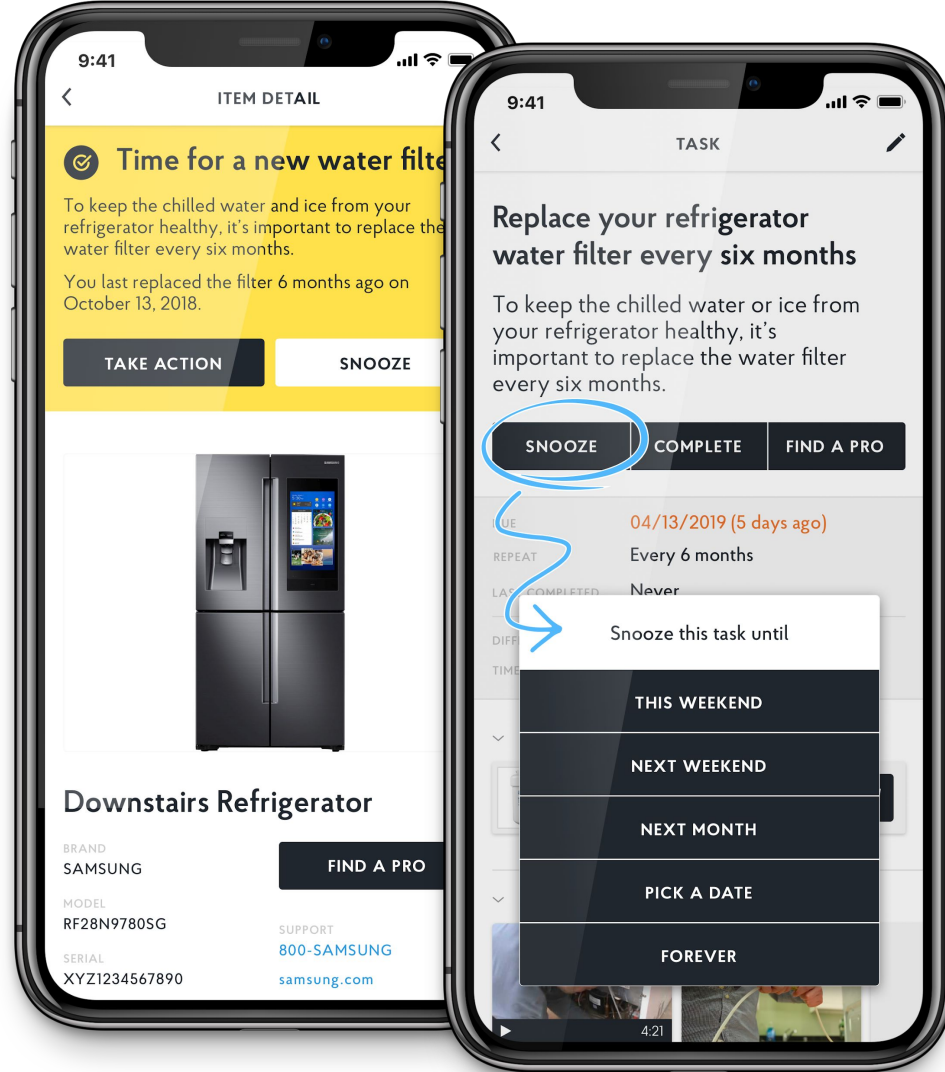 9:41
ITEM DETAIL
Time for a new water filte
To keep the chilled water and ice from your
refrigerator healthy, it's important to replace the
water filter every six months.
You last replaced the filter 6 months ago on
October 13, 2018.
TAKE ACTION
SNOOZE
Downstairs Refrigerator
BRAND
SAMSUNG
MODEL
RF28N9780SG
SERIAL
XYZ1234567890
FIND A PRO
SUPPORT
800-SAMSUNG
samsung.com
9:41
TASK
Replace your refrigerator
water filter every six months
To keep the chilled water or ice from
your refrigerator healthy, it's
important to replace the water filter
every six months.
SNOOZE
COMPLETE
FIND A PRO
DUE 04/13/2019 (5 days ago)
REPEAT Every 6 months
LAST COMPLETED Never
DIFF
TIME
Snooze this task until
THIS WEEKEND
NEXT WEEKEND
NEXT MONTH
PICK A DATE
FOREVER
4:21